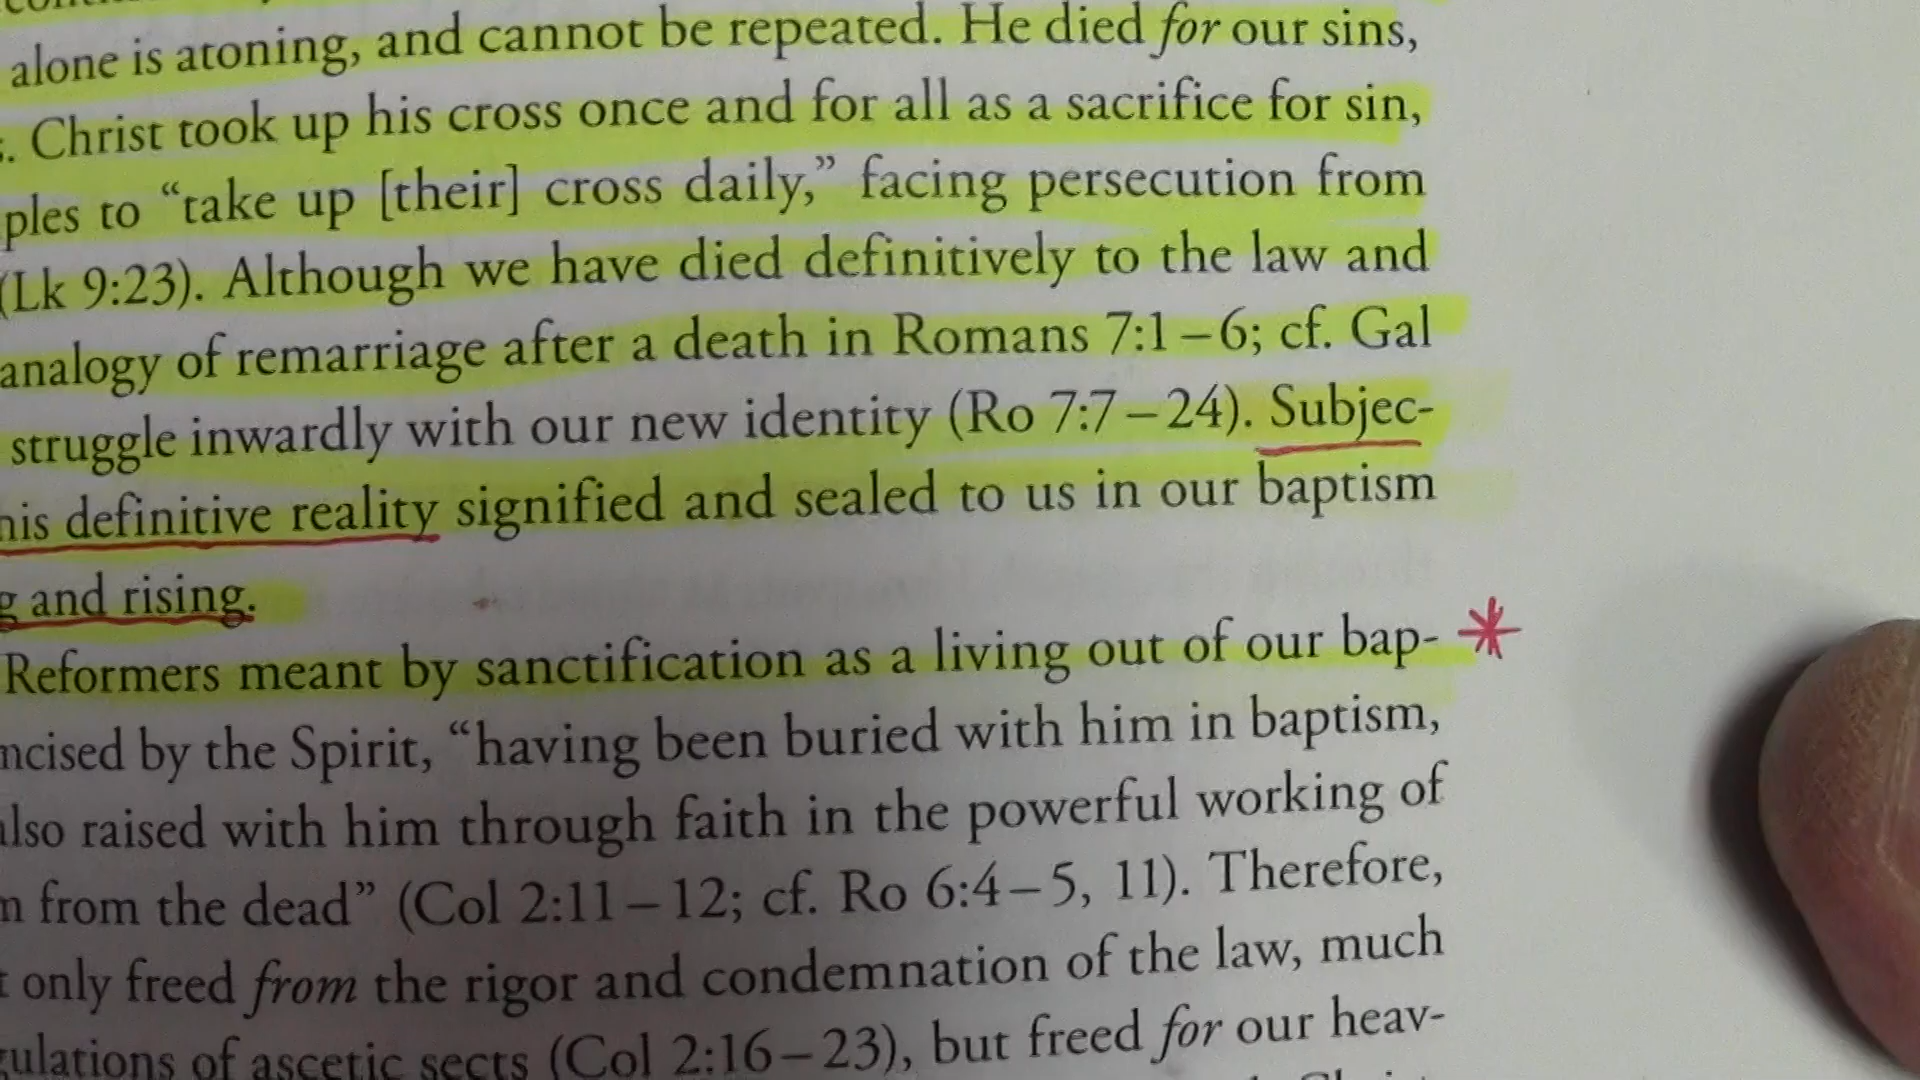 alone is atoning, and cannot be repeated. He died for our sins,
. Christ took up his cross once and for all as a sacrifice for sin,
ples to “take up [their] cross daily,” facing persecution from
(Lk 9:23). Although we have died definitively to the law and
analogy of remarriage after a death in Romans 7:1–6; cf. Gal
struggle inwardly with our new identity (Ro 7:7–24). Subjec-
his definitive reality signified and sealed to us in our baptism
g and rising.
Reformers meant by sanctification as a living out of our bap- *
ncised by the Spirit, “having been buried with him in baptism,
also raised with him through faith in the powerful working of
n from the dead” (Col 2:11–12; cf. Ro 6:4–5, 11). Therefore,
t only freed from the rigor and condemnation of the law, much
gulations of ascetic sects (Col 2:16–23), but freed for our heav-